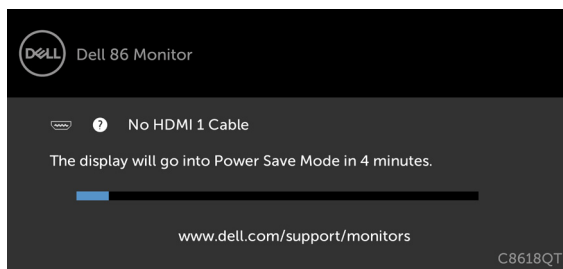 DELL Dell 86 Monitor
? No HDMI 1 Cable
The display will go into Power Save Mode in 4 minutes.
www.dell.com/support/monitors
C8618QT